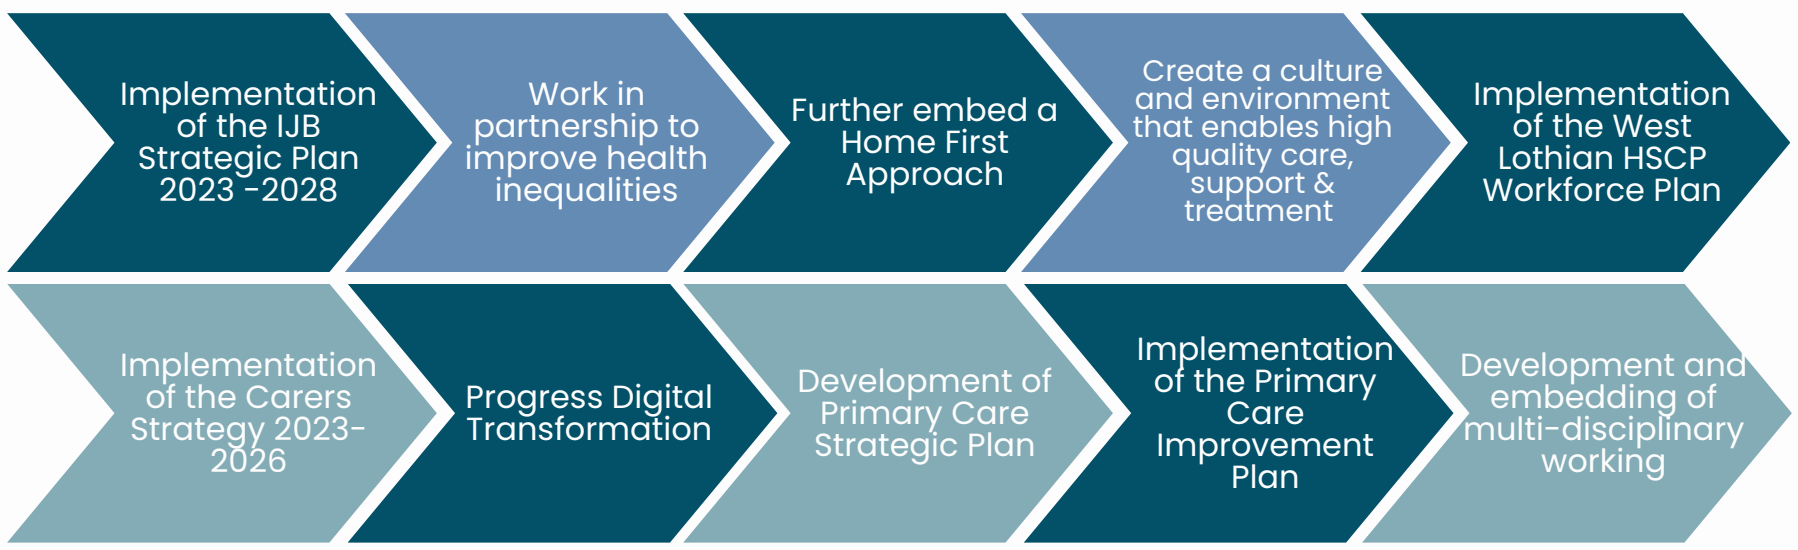 Implementation
of the IJB
Strategic Plan
2023 -2028
Work in
partnership to
improve health
inequalities
Further embed a
Home First
Approach
Create a culture
and environment
that enables high
quality care,
support &
treatment
Implementation
of the West
Lothian HSCP
Workforce Plan
Implementation
of the Carers
Strategy 2023-
2026
Progress Digital
Transformation
Development of
Primary Care
Strategic Plan
Implementation
of the Primary
Care
Improvement
Plan
Development and
embedding of
multi-disciplinary
working